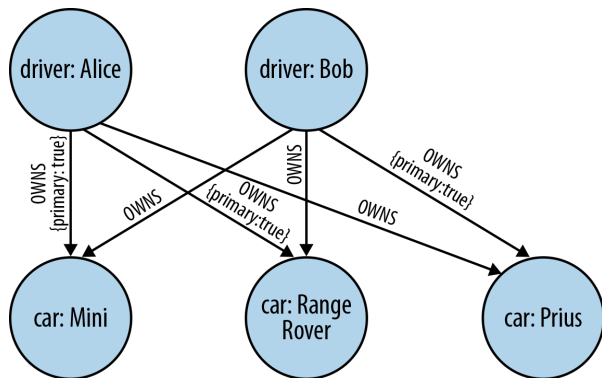 driver: Alice
driver: Bob
OWNS
{primary: true}
OWNS
OWNS
{primary:true}
OWNS
OWNS
OWNS
{primary:true}
car: Mini
car: Range
Rover
car: Prius